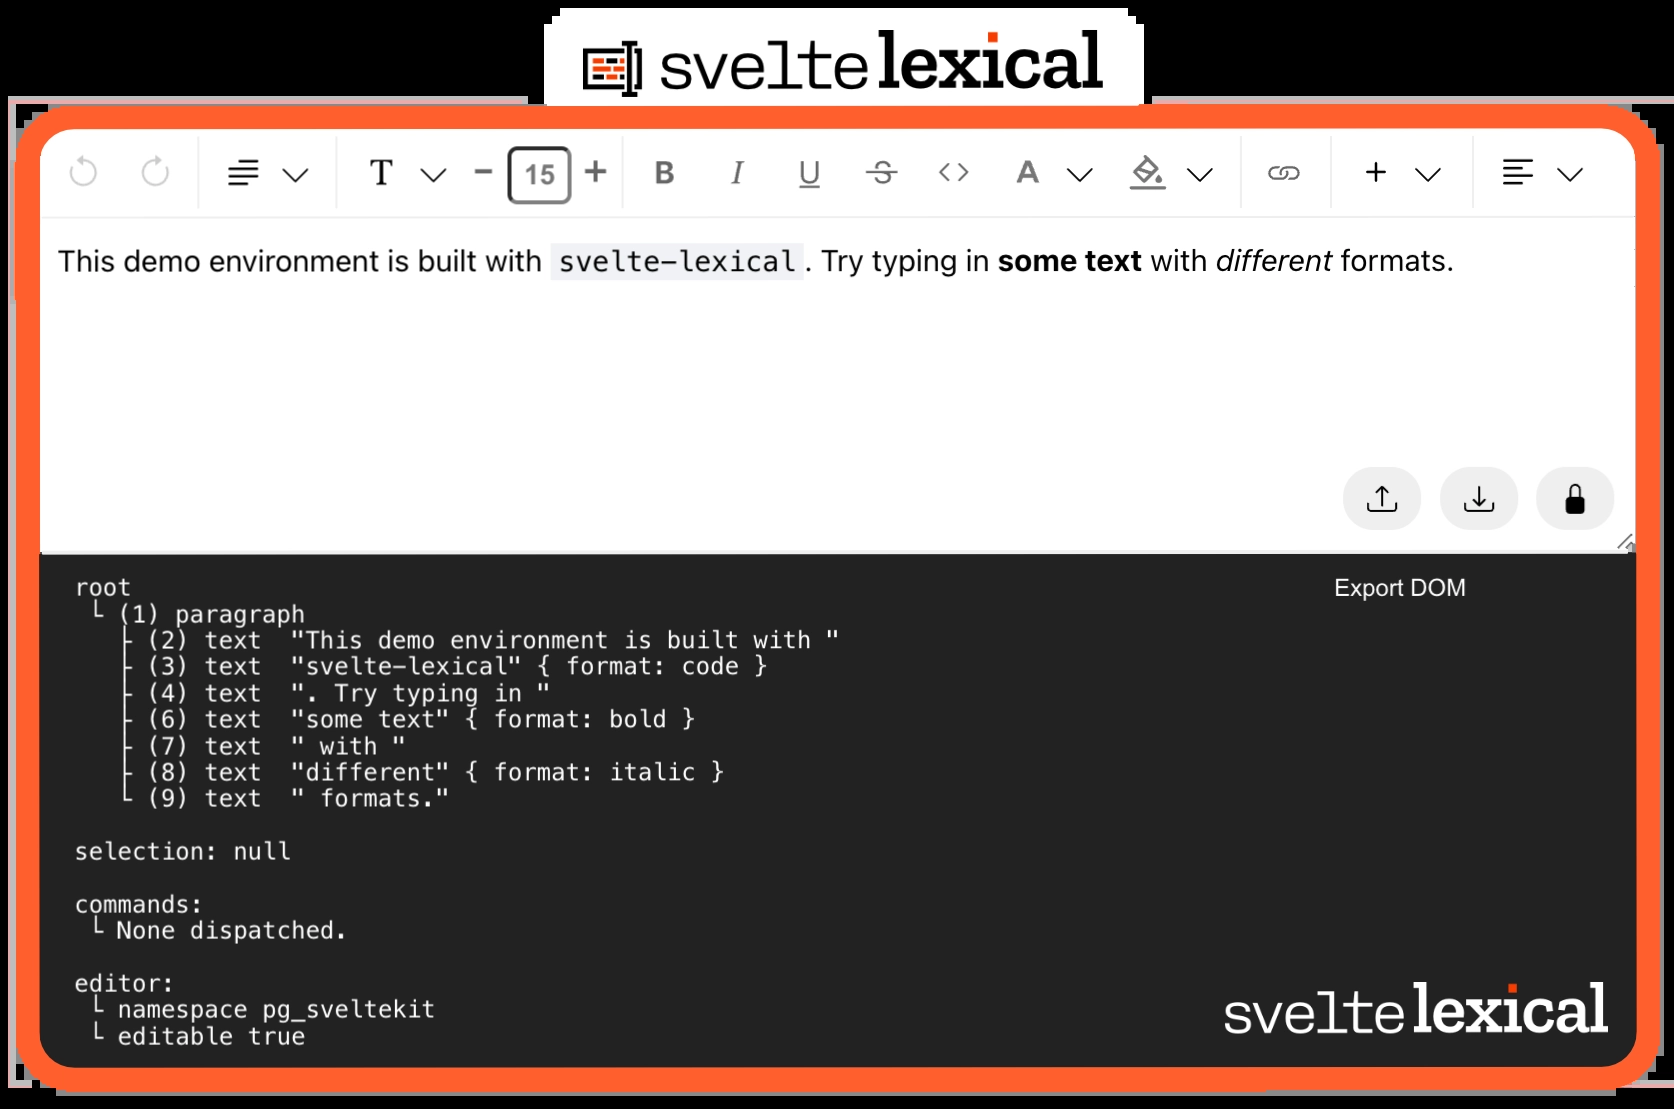 svelte lexical
T − 15 + B I U S <> A +
This demo environment is built with svelte-lexical. Try typing in some text with different formats.
root
└ (1) paragraph
├ (2) text "This demo environment is built with "
├ (3) text "svelte-lexical" { format: code }
├ (4) text ". Try typing in "
├ (6) text "some text" { format: bold }
├ (7) text " with "
├ (8) text "different" { format: italic }
└ (9) text " formats."
Export DOM
selection: null
commands:
└ None dispatched.
editor:
└ namespace pg_sveltekit
└ editable true
svelte lexical